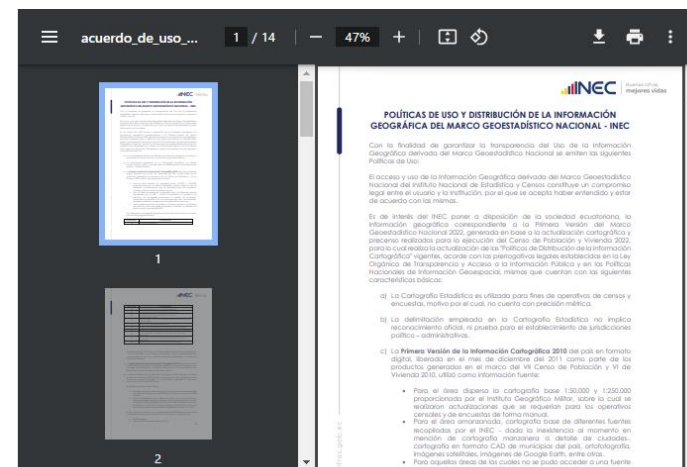 acuerdo_de_uso_...
1 / 14
47%
INEC
Buenas cifras,
mejores vidas
POLÍTICAS DE USO Y DISTRIBUCIÓN DE LA INFORMACIÓN
GEOGRÁFICA DEL MARCO GEOESTADÍSTICO NACIONAL - INEC
Con la finalidad de garantizar la transparencia del Uso de la Información
Geográfica derivada del Marco Geoestadístico Nacional se emiten las siguientes
Políticas de Uso:
El acceso y uso de la Información Geográfica derivada del Marco Geoestadístico
Nacional del Instituto Nacional de Estadística y Censos constituye un compromiso
legal entre el usuario y la institución, por el que se acepta haber entendido y estar
de acuerdo con las mismas.
Es de interés del INEC poner a disposición de la sociedad ecuatoriana, la
información geográfica correspondiente a la Primera Versión del Marco
Geoestadístico Nacional 2022, generada en base a la actualización cartográfica y
precenso realizados para la ejecución del Censo de Población y Vivienda 2022,
para lo cual realiza la actualización de las "Políticas de Distribución de la Información
Cartográfica" vigentes, acorde con las prerrogativas legales establecidas en la Ley
Orgánica de Transparencia y Acceso a la Información Pública y en las Políticas
Nacionales de Información Geoespacial, mismas que cuentan con las siguientes
características básicas:
a) La Cartografía Estadística es utilizada para fines de operativos de censos y
encuestas, motivo por el cual, no cuenta con precisión métrica.
b) La delimitación empleada en la Cartografía Estadística no implica
reconocimiento oficial, ni prueba para el establecimiento de jurisdicciones
político – administrativas.
c) La Primera Versión de la Información Cartográfica 2010 del país en formato
digital, liberada en el mes de diciembre del 2011 como parte de los
productos generados en el marco del VII Censo de Población y VI de
Vivienda 2010, utilizó como información fuente:
• Para el área dispersa la cartografía base 1:50.000 y 1:250.000
proporcionada por el Instituto Geográfico Militar, sobre la cual se
realizaron actualizaciones que se requerían para los operativos
censales y de encuestas de forma manual.
• Para el área amanzanada, cartografía base de diferentes fuentes
recopiladas por el INEC - dada la inexistencia al momento en
mención de cartografía manzanera a detalle de ciudades-,
cartografía en formato CAD de municipios del país, ortofotografía,
imágenes satelitales, imágenes de Google Earth, entre otras.
• Para aquellas áreas de las cuales no se pudo acceder a una fuente
1
2